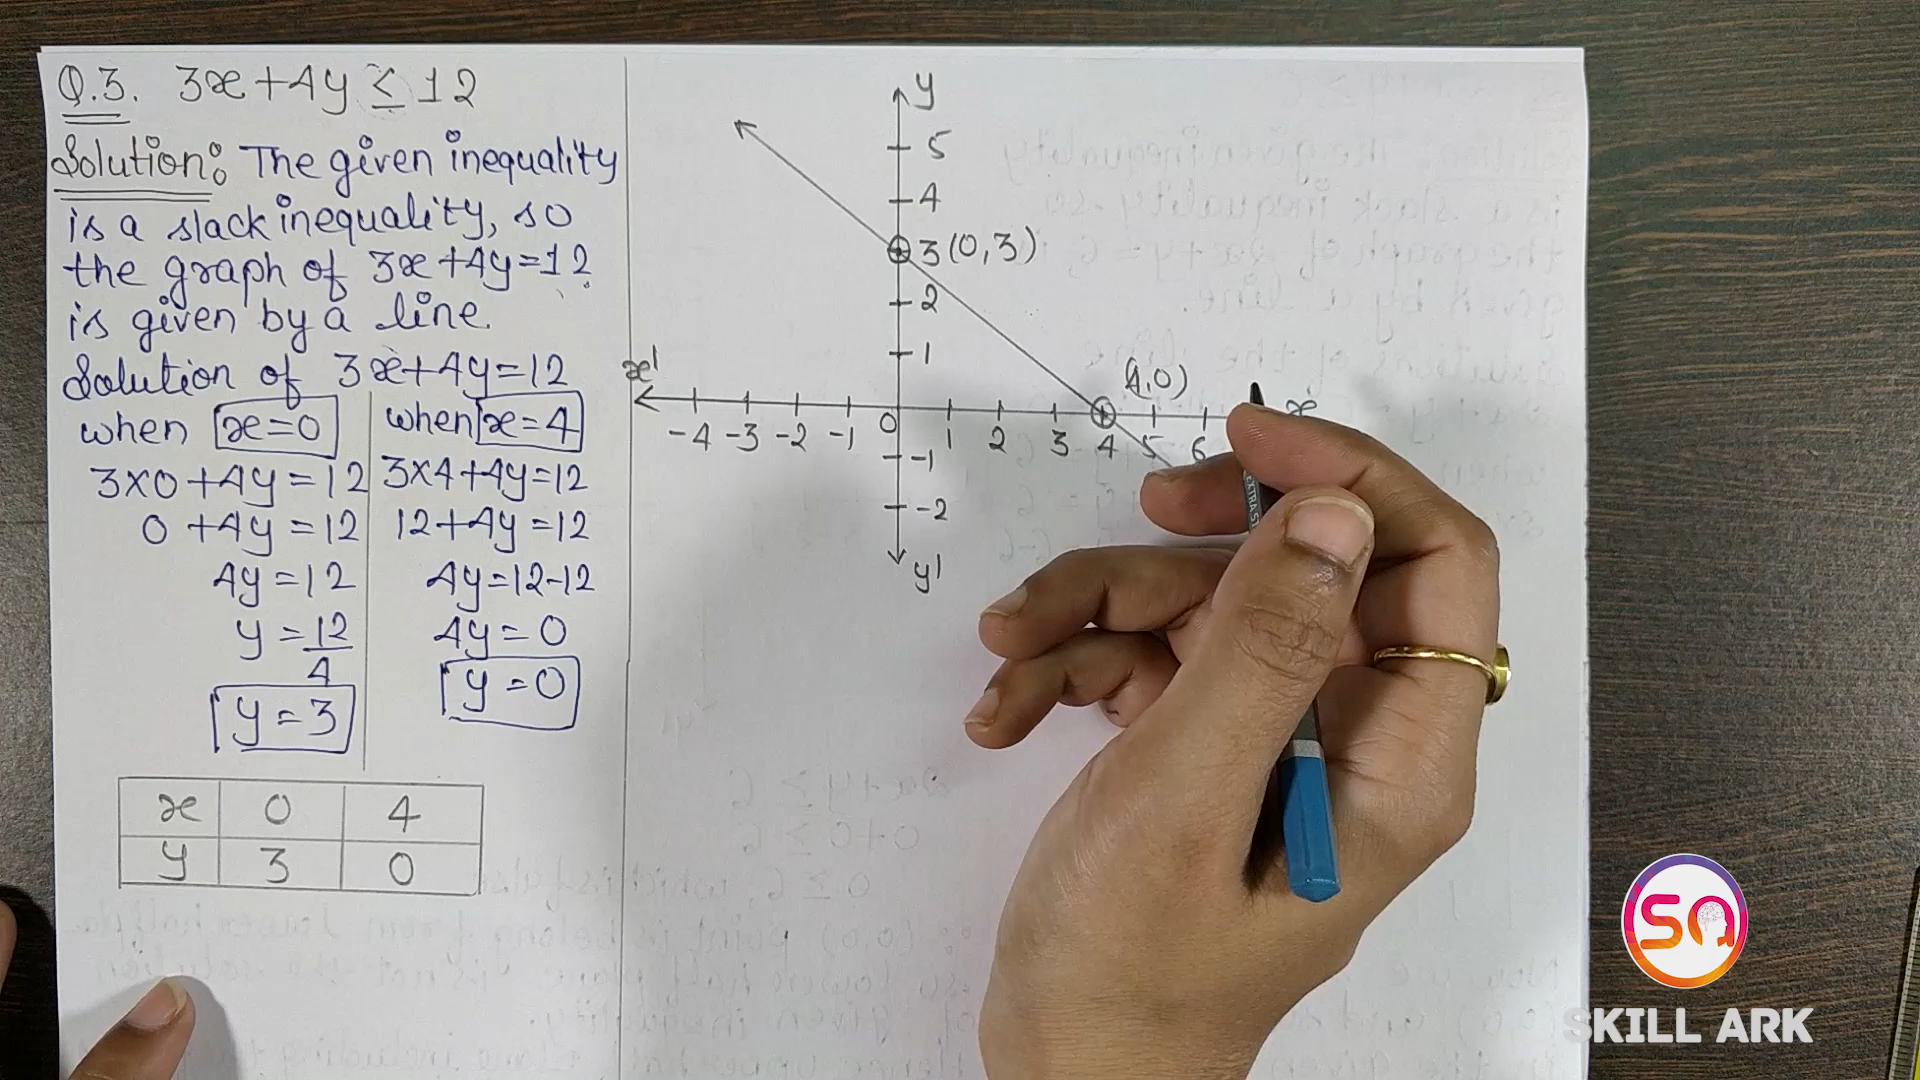 Q.3. 3x+4y≤12
Solution: The given inequality
is a slack inequality, so
the graph of 3x+4y=12
is given by a line.
Solution of 3x+4y=12
when x=0
3×0+4y=12
0+4y=12
4y=12
y=12/4
y=3
when x=4
3×4+4y=12
12+4y=12
4y=12-12
4y=0
y=0
x 0 4
y 3 0
y
5
4
3 (0,3)
2
1
(4,0)
x' x
-4 -3 -2 -1 0 1 2 3 4 5 6
-1
-2
y'
EXTRA
SKILL ARK